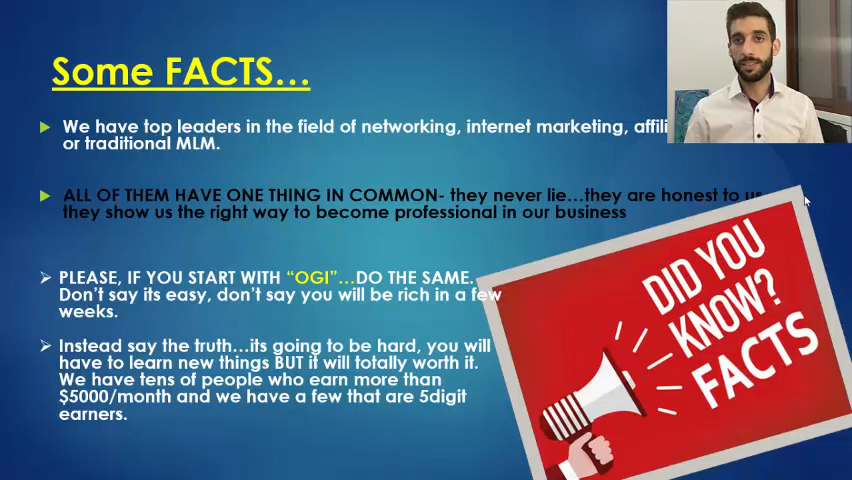 Some FACTS…
We have top leaders in the field of networking, internet marketing, affili
or traditional MLM.
ALL OF THEM HAVE ONE THING IN COMMON- they never lie…they are honest to us
they show us the right way to become professional in our business
PLEASE, IF YOU START WITH “OGI”…DO THE SAME.
Don’t say its easy, don’t say you will be rich in a few
weeks.
Instead say the truth…its going to be hard, you will
have to learn new things BUT it will totally worth it.
We have tens of people who earn more than
$5000/month and we have a few that are 5digit
earners.
DID YOU
KNOW?
FACTS